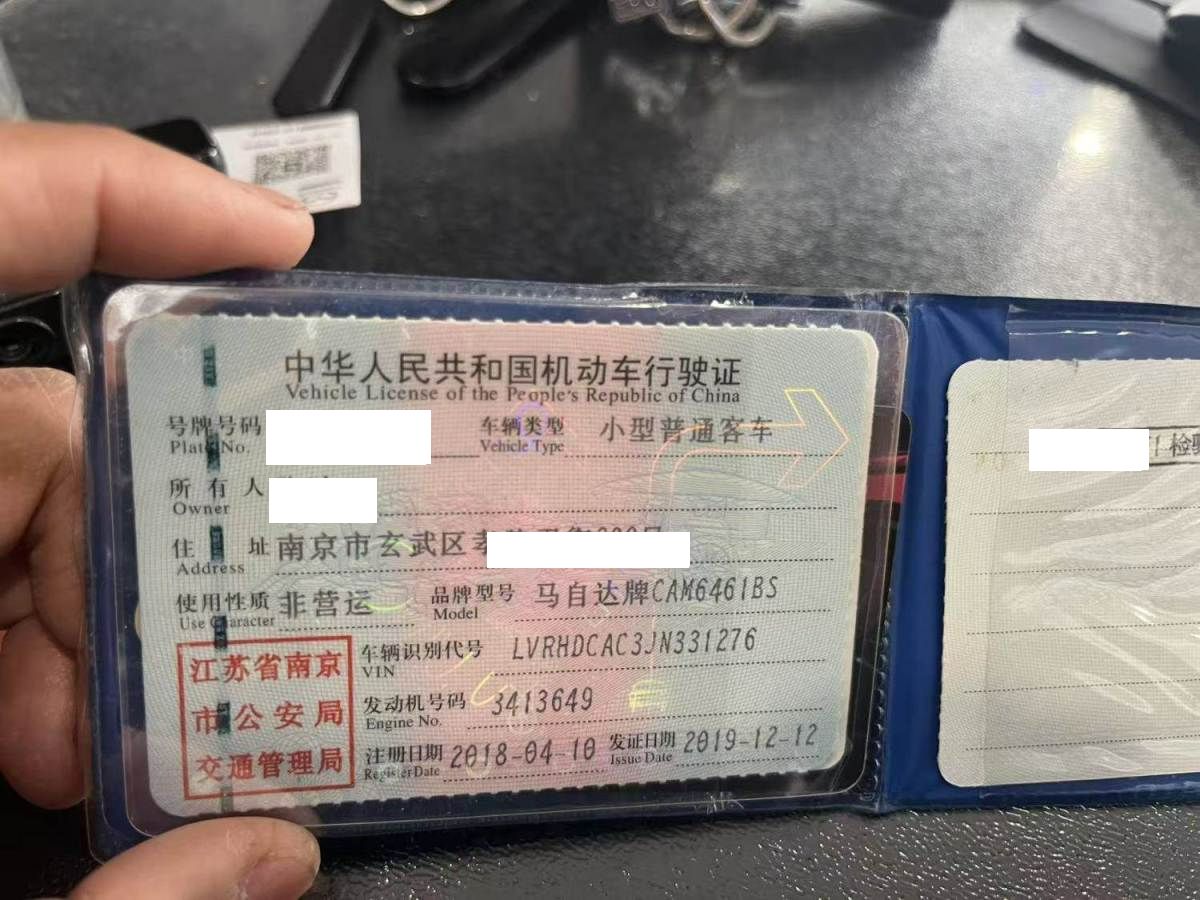 中华人民共和国机动车行驶证
Vehicle License of the People's Republic of China
号牌号码
Plate No.
车辆类型 小型普通客车
Vehicle Type
所有人
Owner
住址 南京市玄武区孝
Address
使用性质 非营运
Use Character
品牌型号 马自达牌CAM6461BS
Model
江苏省南京
市公安局
交通管理局
车辆识别代号 LVRHDCAC3JN331276
VIN
发动机号码 3413649
Engine No.
注册日期 2018-04-10
Register Date
发证日期 2019-12-12
Issue Date
检验